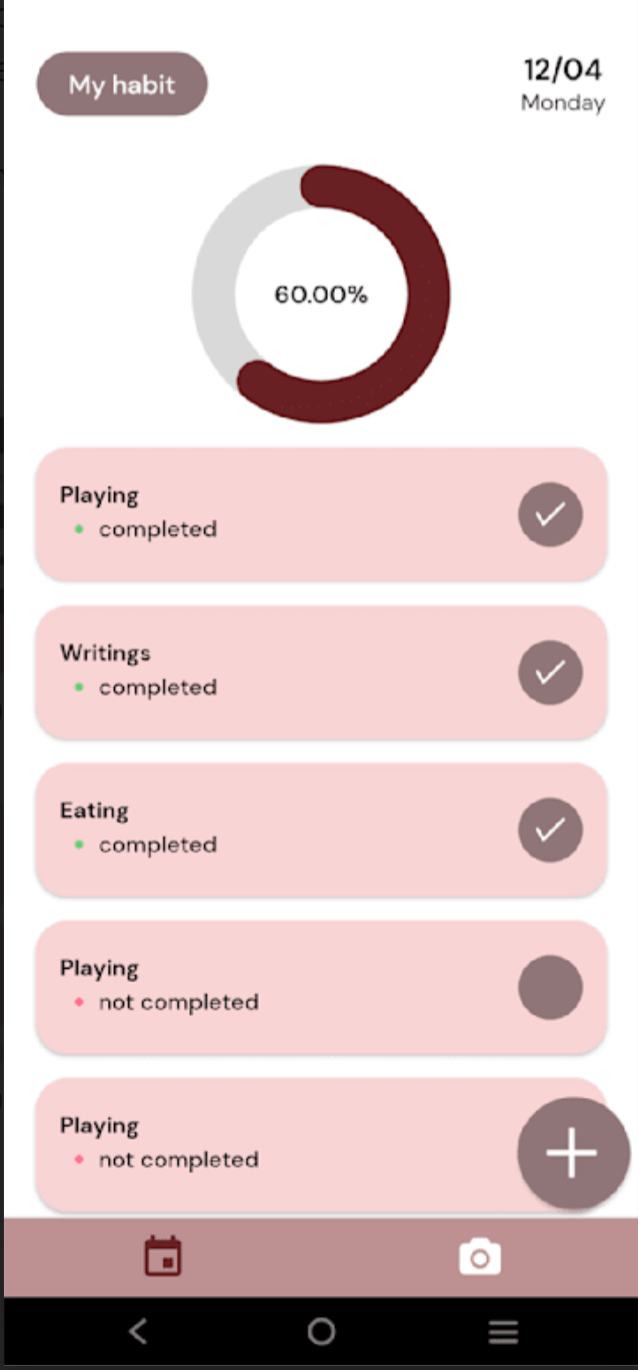 My habit
12/04
Monday
60.00%
Playing
completed
Writings
completed
Eating
completed
Playing
not completed
Playing
not completed